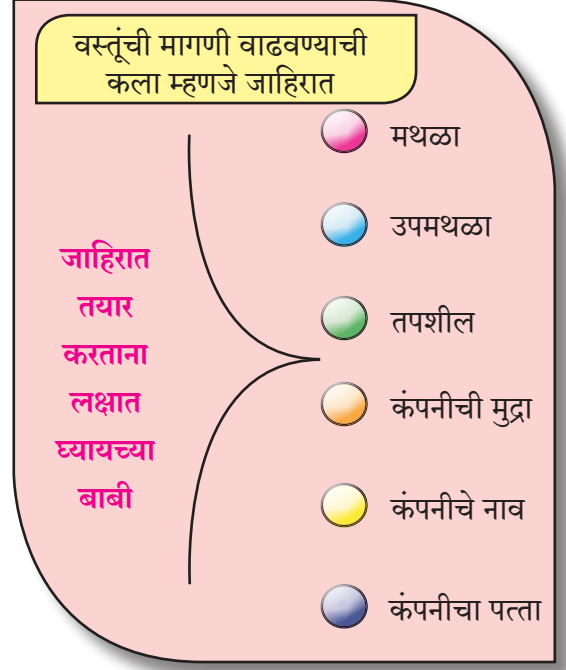 वस्तूंची मागणी वाढवण्याची
कला म्हणजे जाहिरात
जाहिरात
तयार
करताना
लक्षात
घ्यायच्या
बाबी
मथळा
उपमथळा
तपशील
कंपनीची मुद्रा
कंपनीचे नाव
कंपनीचा पत्ता